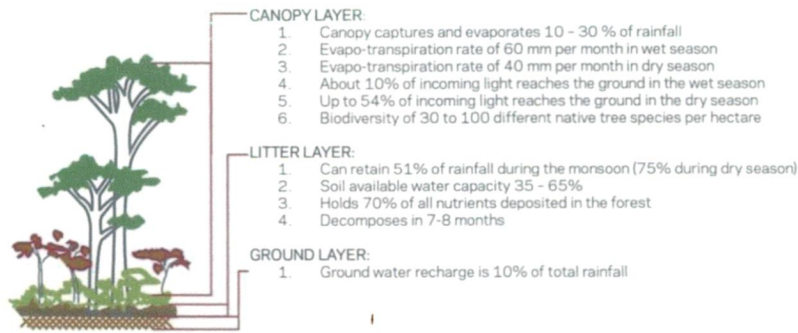 CANOPY LAYER:
1. Canopy captures and evaporates 10 - 30 % of rainfall
2. Evapo-transpiration rate of 60 mm per month in wet season
3. Evapo-transpiration rate of 40 mm per month in dry season
4. About 10% of incoming light reaches the ground in the wet season
5. Up to 54% of incoming light reaches the ground in the dry season
6. Biodiversity of 30 to 100 different native tree species per hectare
LITTER LAYER:
1. Can retain 51% of rainfall during the monsoon (75% during dry season)
2. Soil available water capacity 35 - 65%
3. Holds 70% of all nutrients deposited in the forest
4. Decomposes in 7-8 months
GROUND LAYER:
1. Ground water recharge is 10% of total rainfall